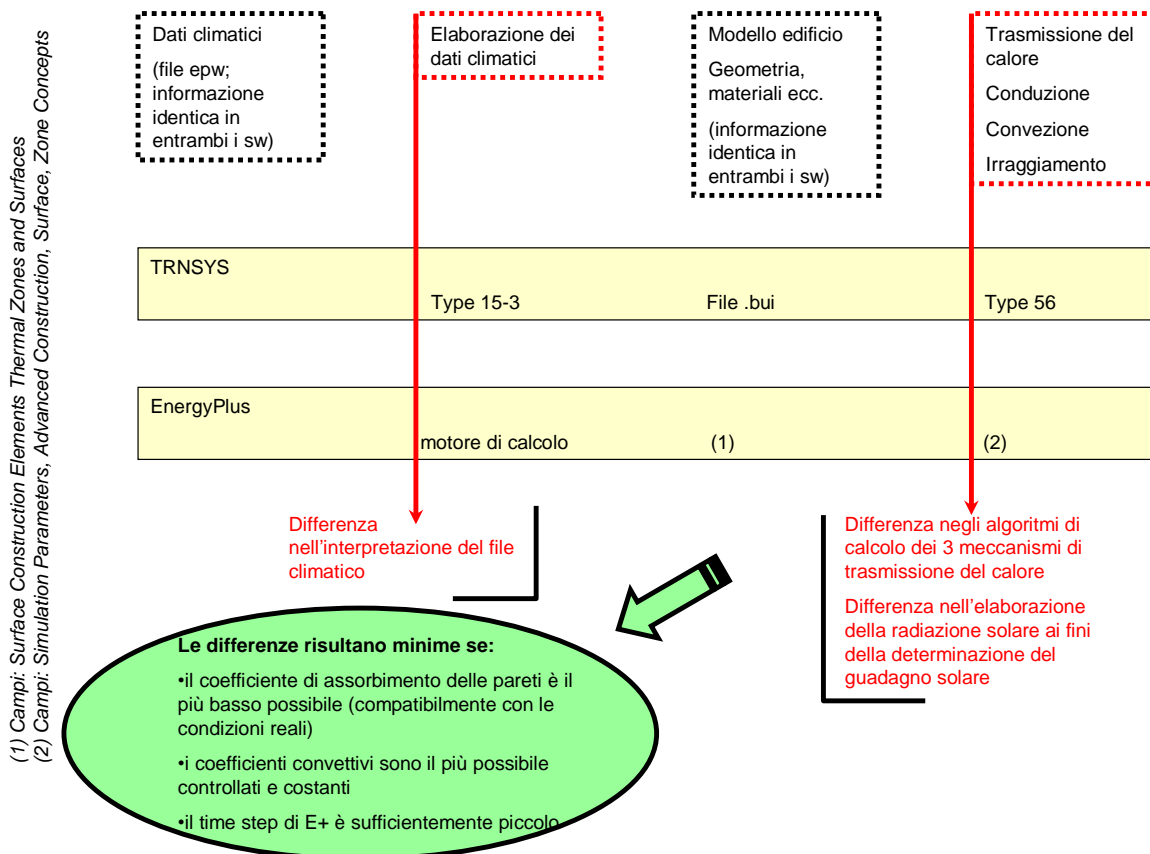 (1) Campi: Surface Construction Elements Thermal Zones and Surfaces
(2) Campi: Simulation Parameters, Advanced Construction, Surface, Zone Concepts
Dati climatici
(file epw;
informazione
identica in
entrambi i sw)
Elaborazione dei
dati climatici
Modello edificio
Geometria,
materiali ecc.
(informazione
identica in
entrambi i sw)
Trasmissione del
calore
Conduzione
Convezione
Irraggiamento
TRNSYS
Type 15-3
File .bui
Type 56
EnergyPlus
motore di calcolo
(1)
(2)
Differenza
nell'interpretazione del file
climatico
Differenza negli algoritmi di
calcolo dei 3 meccanismi di
trasmissione del calore
Differenza nell'elaborazione
della radiazione solare ai fini
della determinazione del
guadagno solare
Le differenze risultano minime se:
•il coefficiente di assorbimento delle pareti è il
più basso possibile (compatibilmente con le
condizioni reali)
•i coefficienti convettivi sono il più possibile
controllati e costanti
•il time step di E+ è sufficientemente piccolo